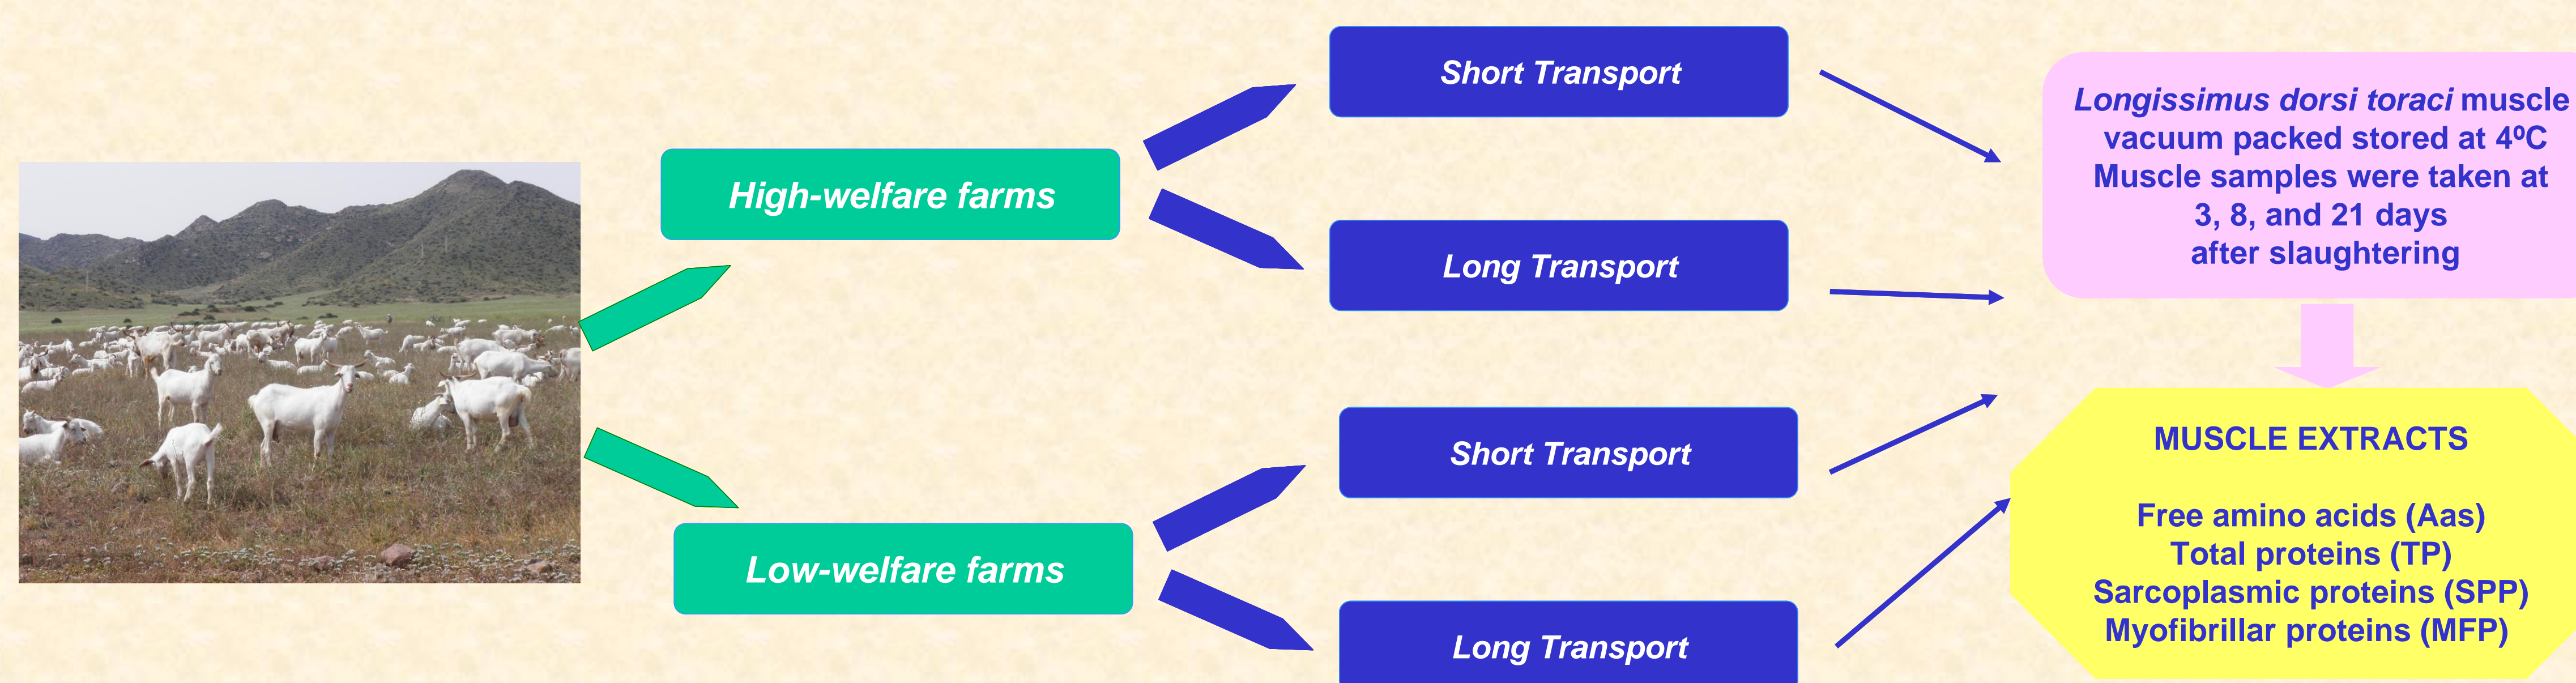 High-welfare farms
Low-welfare farms
Short Transport
Long Transport
Short Transport
Long Transport
Longissimus dorsi toraci muscle
vacuum packed stored at 4ºC
Muscle samples were taken at
3, 8, and 21 days
after slaughtering
MUSCLE EXTRACTS
Free amino acids (Aas)
Total proteins (TP)
Sarcoplasmic proteins (SPP)
Myofibrillar proteins (MFP)